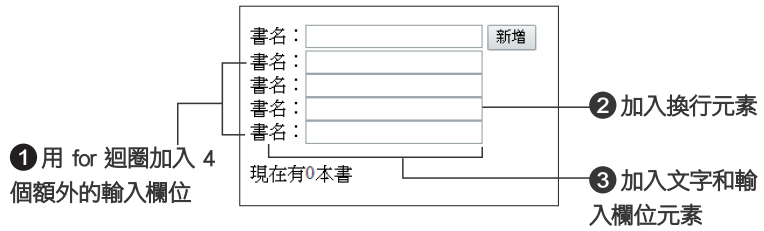 書名：
新增
書名：
書名：
書名：
書名：
現在有0本書
❶ 用 for 迴圈加入 4
個額外的輸入欄位
❷ 加入換行元素
❸ 加入文字和輸
入欄位元素